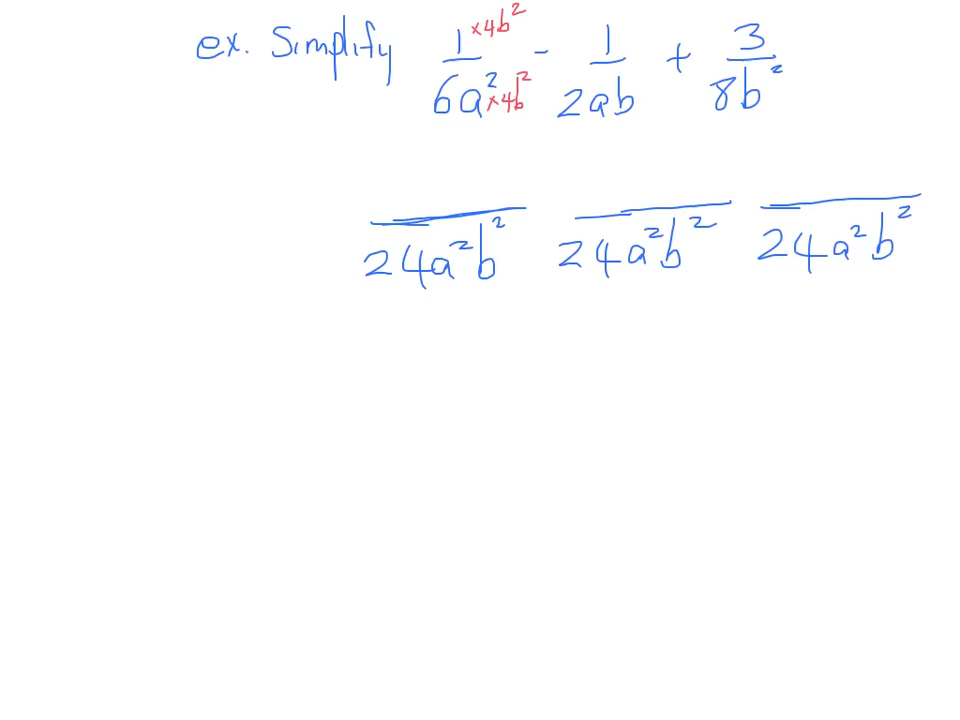 ex. Simplify 1×4b²/6a²×4b² - 1/2ab + 3/8b²
24a²b² 24a²b² 24a²b²